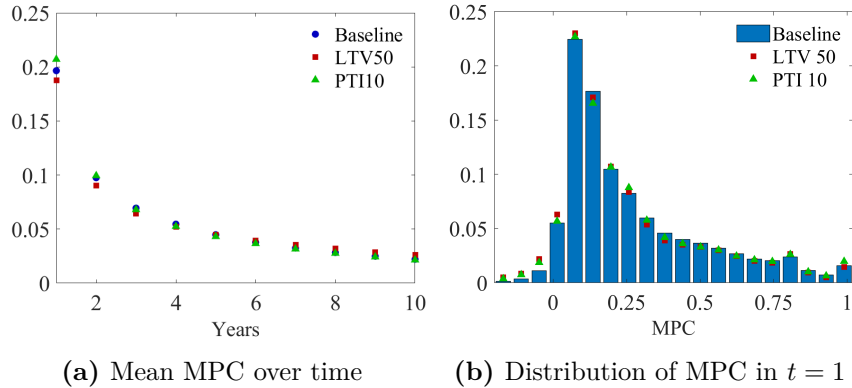 0.25
0.2
0.15
0.1
0.05
0
2
4
6
8
10
Years
Baseline
LTV50
PTI10
(a) Mean MPC over time
0.25
0.2
0.15
0.1
0.05
0
0
0.25
0.5
0.75
1
MPC
Baseline
LTV 50
PTI 10
(b) Distribution of MPC in t = 1